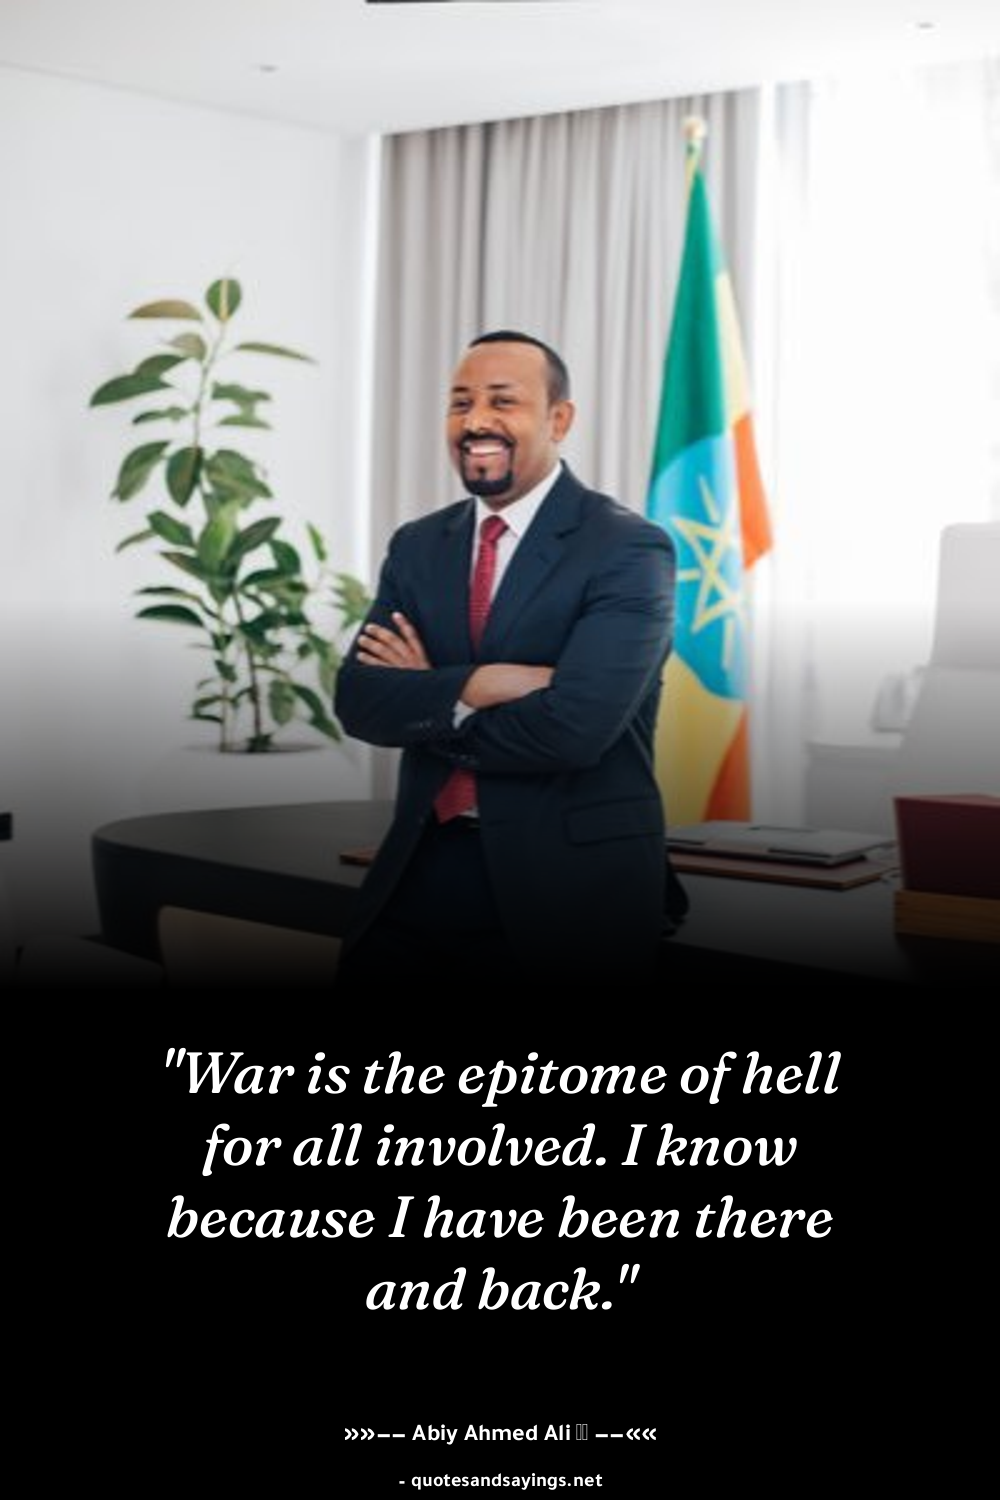 "War is the epitome of hell
for all involved. I know
because I have been there
and back."
»»−− Abiy Ahmed Ali −−««
- quotesandsayings.net